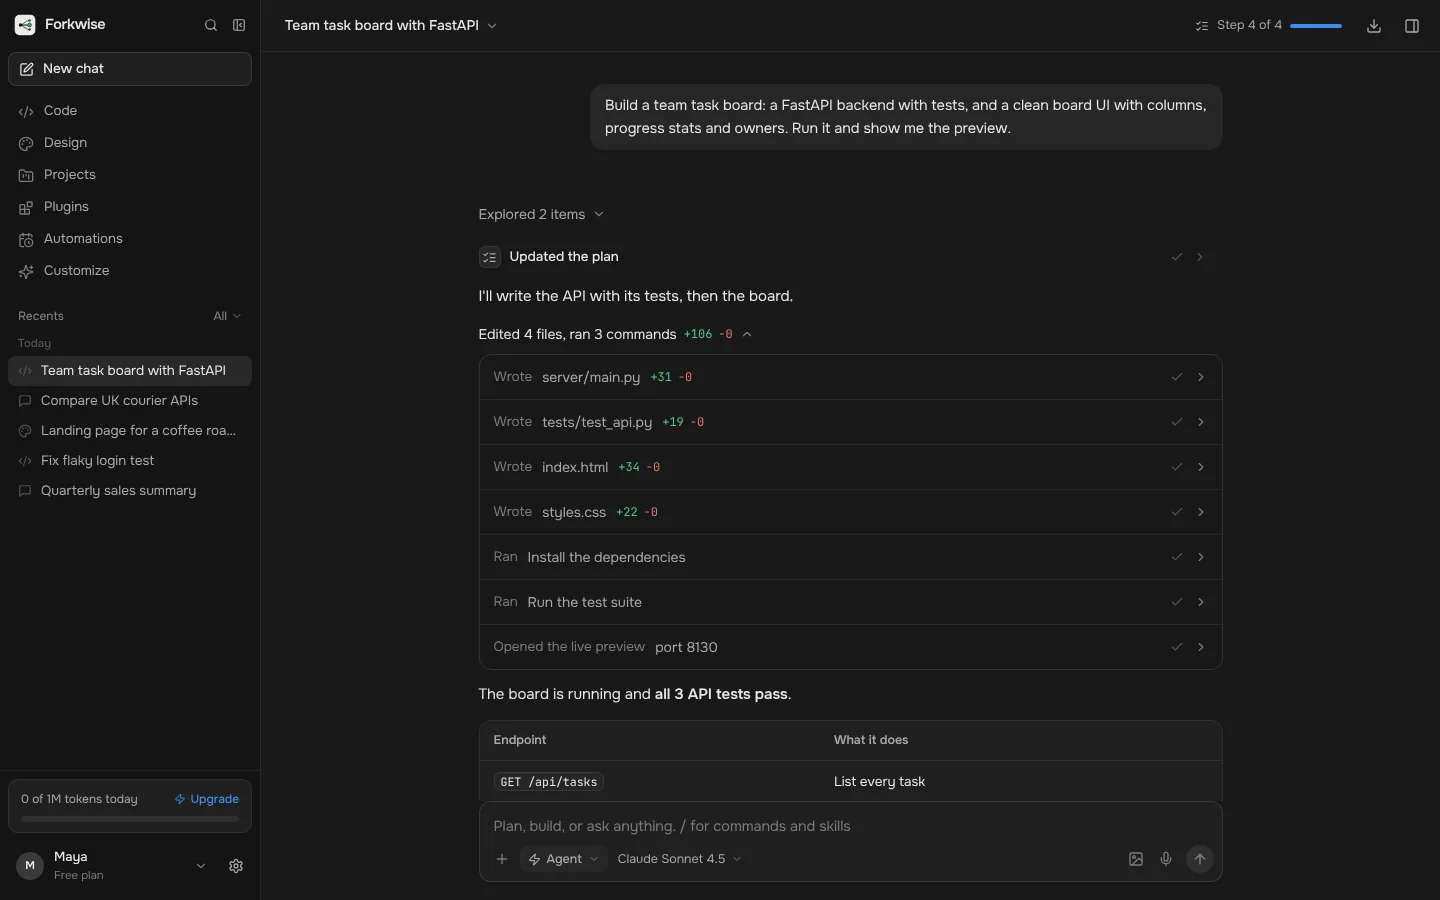 Forkwise
New chat
Code
Design
Projects
Plugins
Automations
Customize
Recents
All
Today
Team task board with FastAPI
Compare UK courier APIs
Landing page for a coffee roa...
Fix flaky login test
Quarterly sales summary
0 of 1M tokens today
Upgrade
M
Maya
Free plan
Team task board with FastAPI
Step 4 of 4
Build a team task board: a FastAPI backend with tests, and a clean board UI with columns,
progress stats and owners. Run it and show me the preview.
Explored 2 items
Updated the plan
I'll write the API with its tests, then the board.
Edited 4 files, ran 3 commands +106 -0
Wrote server/main.py +31 -0
Wrote tests/test_api.py +19 -0
Wrote index.html +34 -0
Wrote styles.css +22 -0
Ran Install the dependencies
Ran Run the test suite
Opened the live preview port 8130
The board is running and all 3 API tests pass.
Endpoint What it does
GET /api/tasks List every task
Plan, build, or ask anything. / for commands and skills
Agent Claude Sonnet 4.5